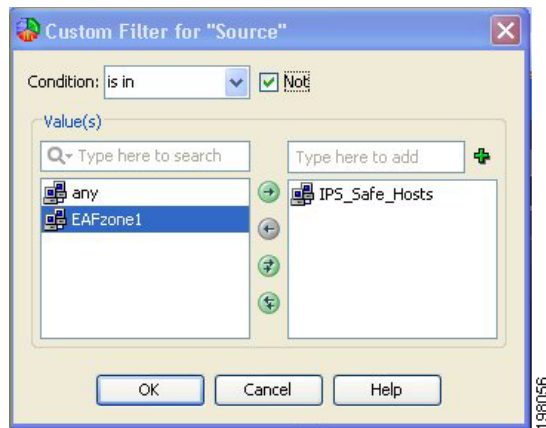 Custom Filter for "Source"
Condition: is in Not
Value(s)
Type here to search
Type here to add
any
EAFzone1
IPS_Safe_Hosts
OK Cancel Help
198056